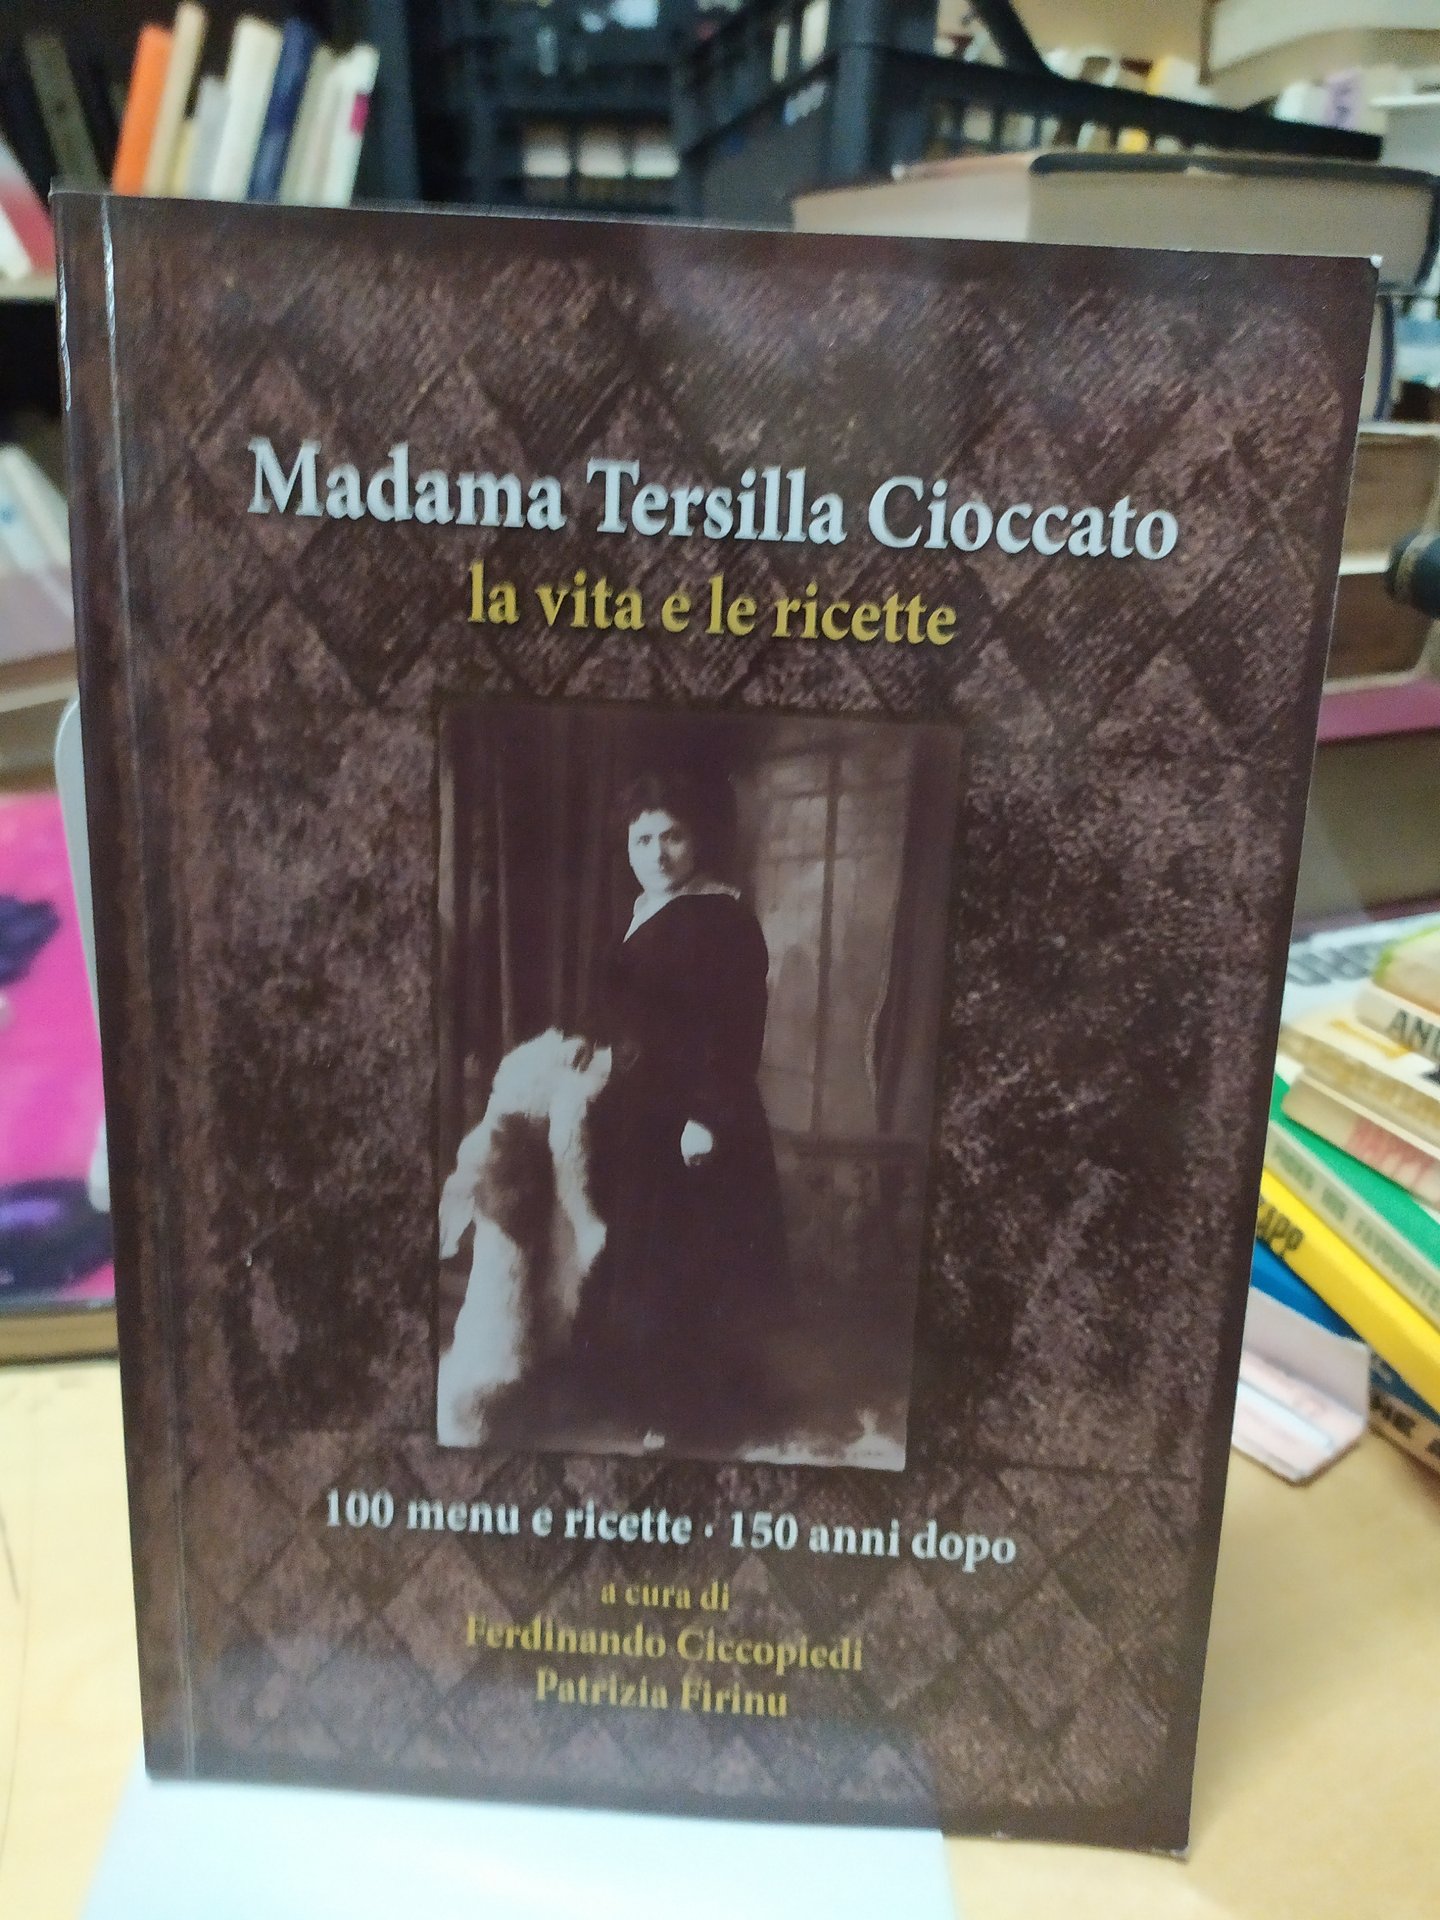 Madama Tersilla Cioccato
la vita e le ricette
100 menu e ricette · 150 anni dopo
a cura di
Ferdinando Ciccopiedi
Patrizia Firinu